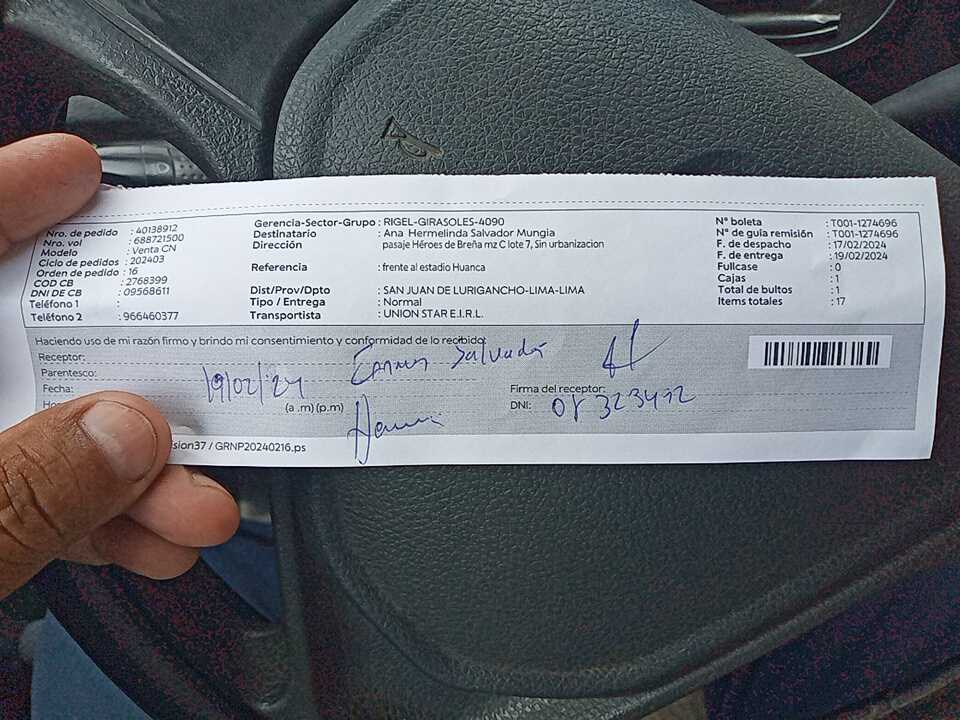 Nro. de pedido : 40138912
Nro. vol : 688721500
Modelo : Venta CN
Ciclo de pedidos : 202403
Orden de pedido : 16
COD CB : 2768399
DNI DE CB : 09568611
Teléfono 1 :
Teléfono 2 : 966460377
Gerencia-Sector-Grupo : RIGEL-GIRASOLES-4090
Destinatario : Ana Hermelinda Salvador Mungia
Dirección pasaje Héroes de Breña mz C lote 7, Sin urbanizacion
Referencia : frente al estadio Huanca
Dist/Prov/Dpto : SAN JUAN DE LURIGANCHO-LIMA-LIMA
Tipo / Entrega : Normal
Transportista : UNION STAR E.I.R.L.
N° boleta : T001-1274696
N° de guia remisión : T001-1274696
F. de despacho : 17/02/2024
F. de entrega : 19/02/2024
Fullcase : 0
Cajas : 1
Total de bultos : 1
Items totales : 17
Haciendo uso de mi razón firmo y brindo mi consentimiento y conformidad de lo recibido:
Receptor: Salvador
Parentesco:
Fecha: 19/02/24
(a .m) (p.m)
Firma del receptor:
DNI:
sion37 / GRNP20240216.ps